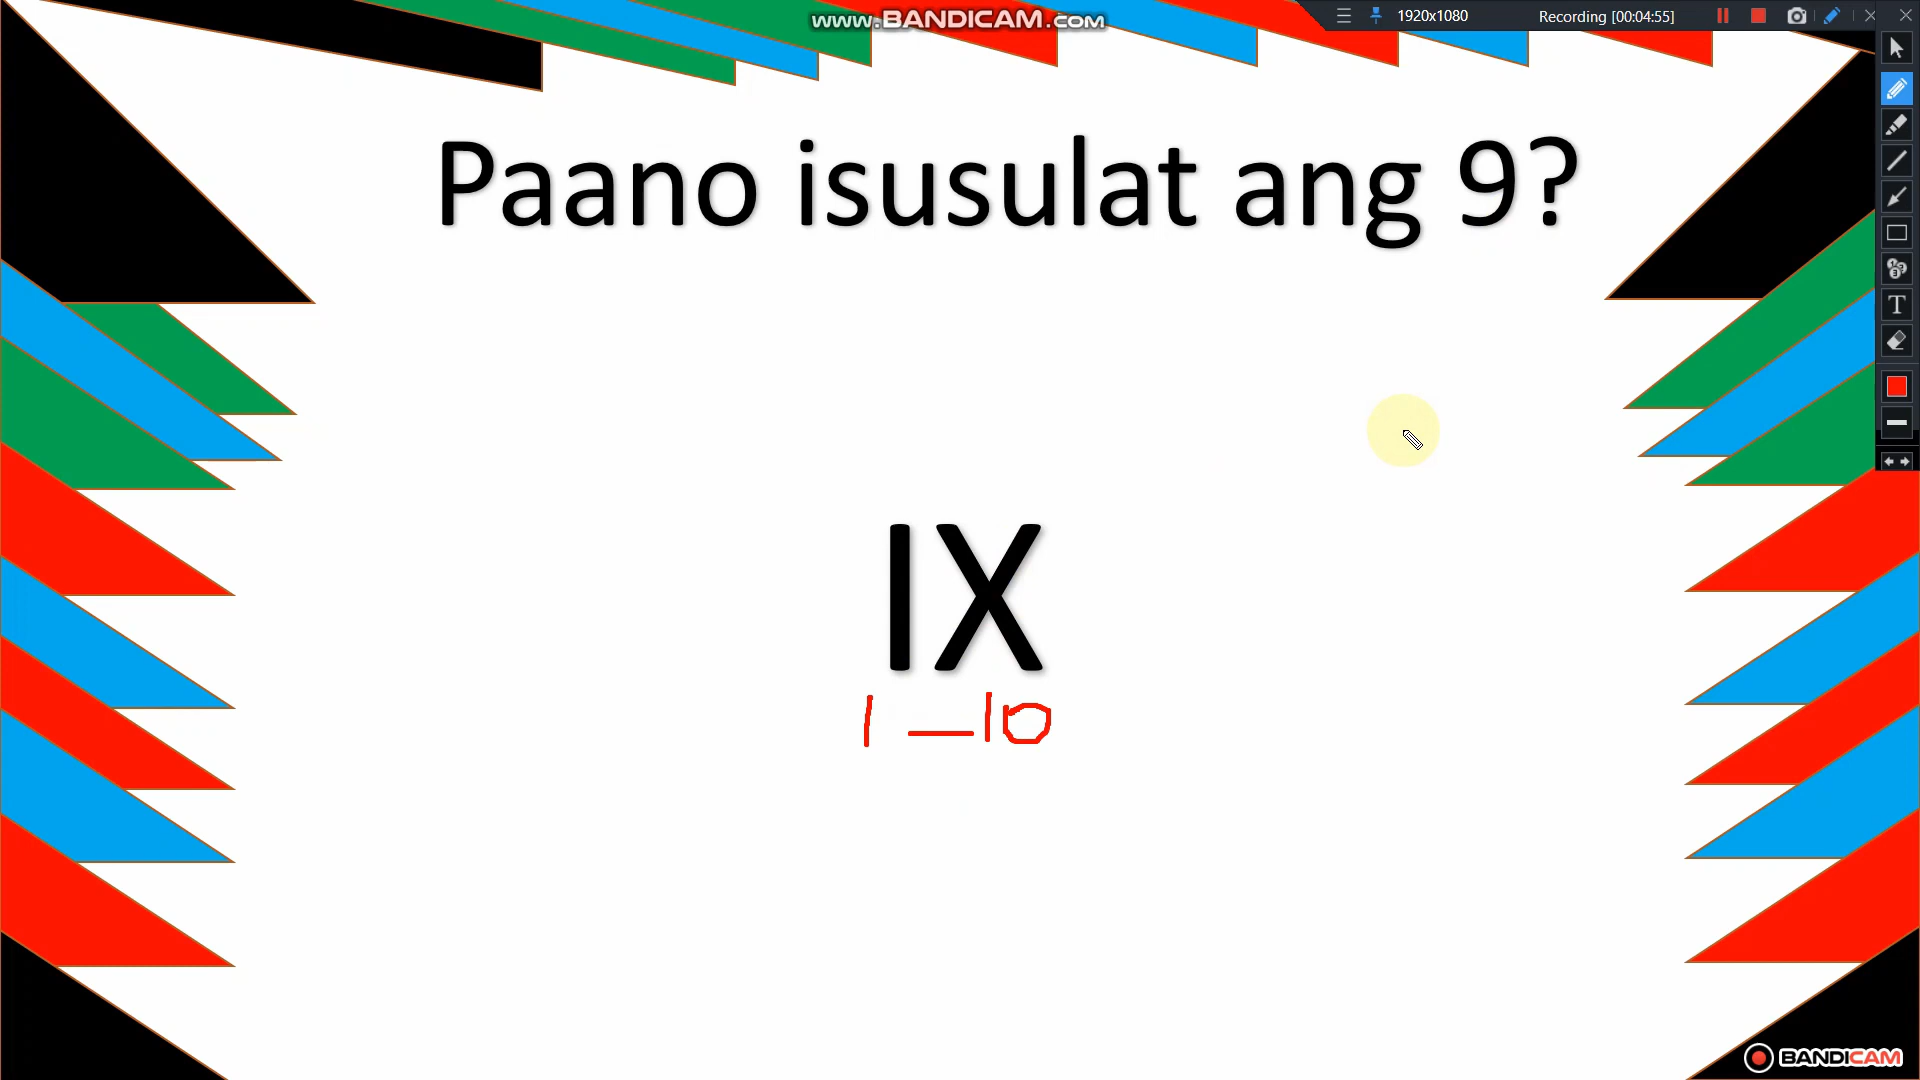 www.BANDICAM.com
1920x1080 Recording [00:04:55]
Paano isusulat ang 9?
IX
1 _ 10
BANDICAM